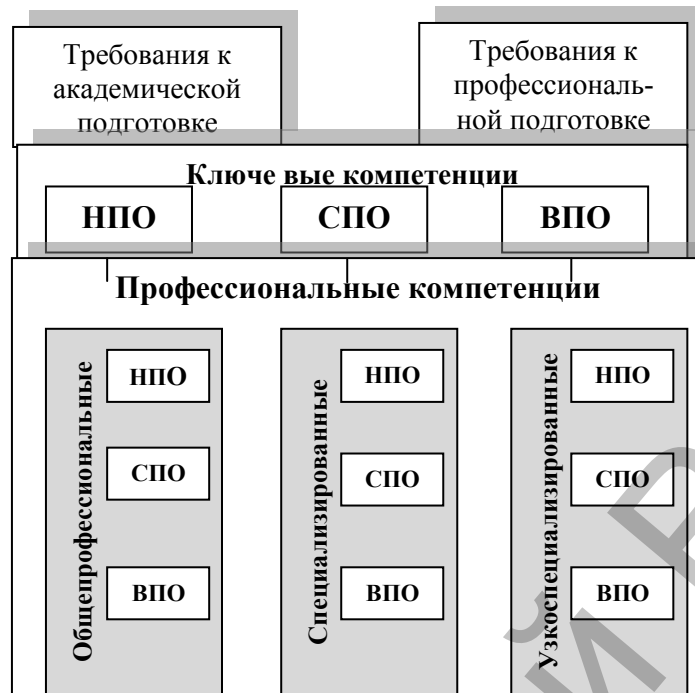 Требования к
академической
подготовке
Требования к
профессиональ-
ной подготовке
Ключе вые компетенции
НПО
СПО
ВПО
Профессиональные компетенции
Общепрофессиональные
НПО
СПО
ВПО
Специализированные
НПО
СПО
ВПО
Узкоспециализированные
НПО
СПО
ВПО